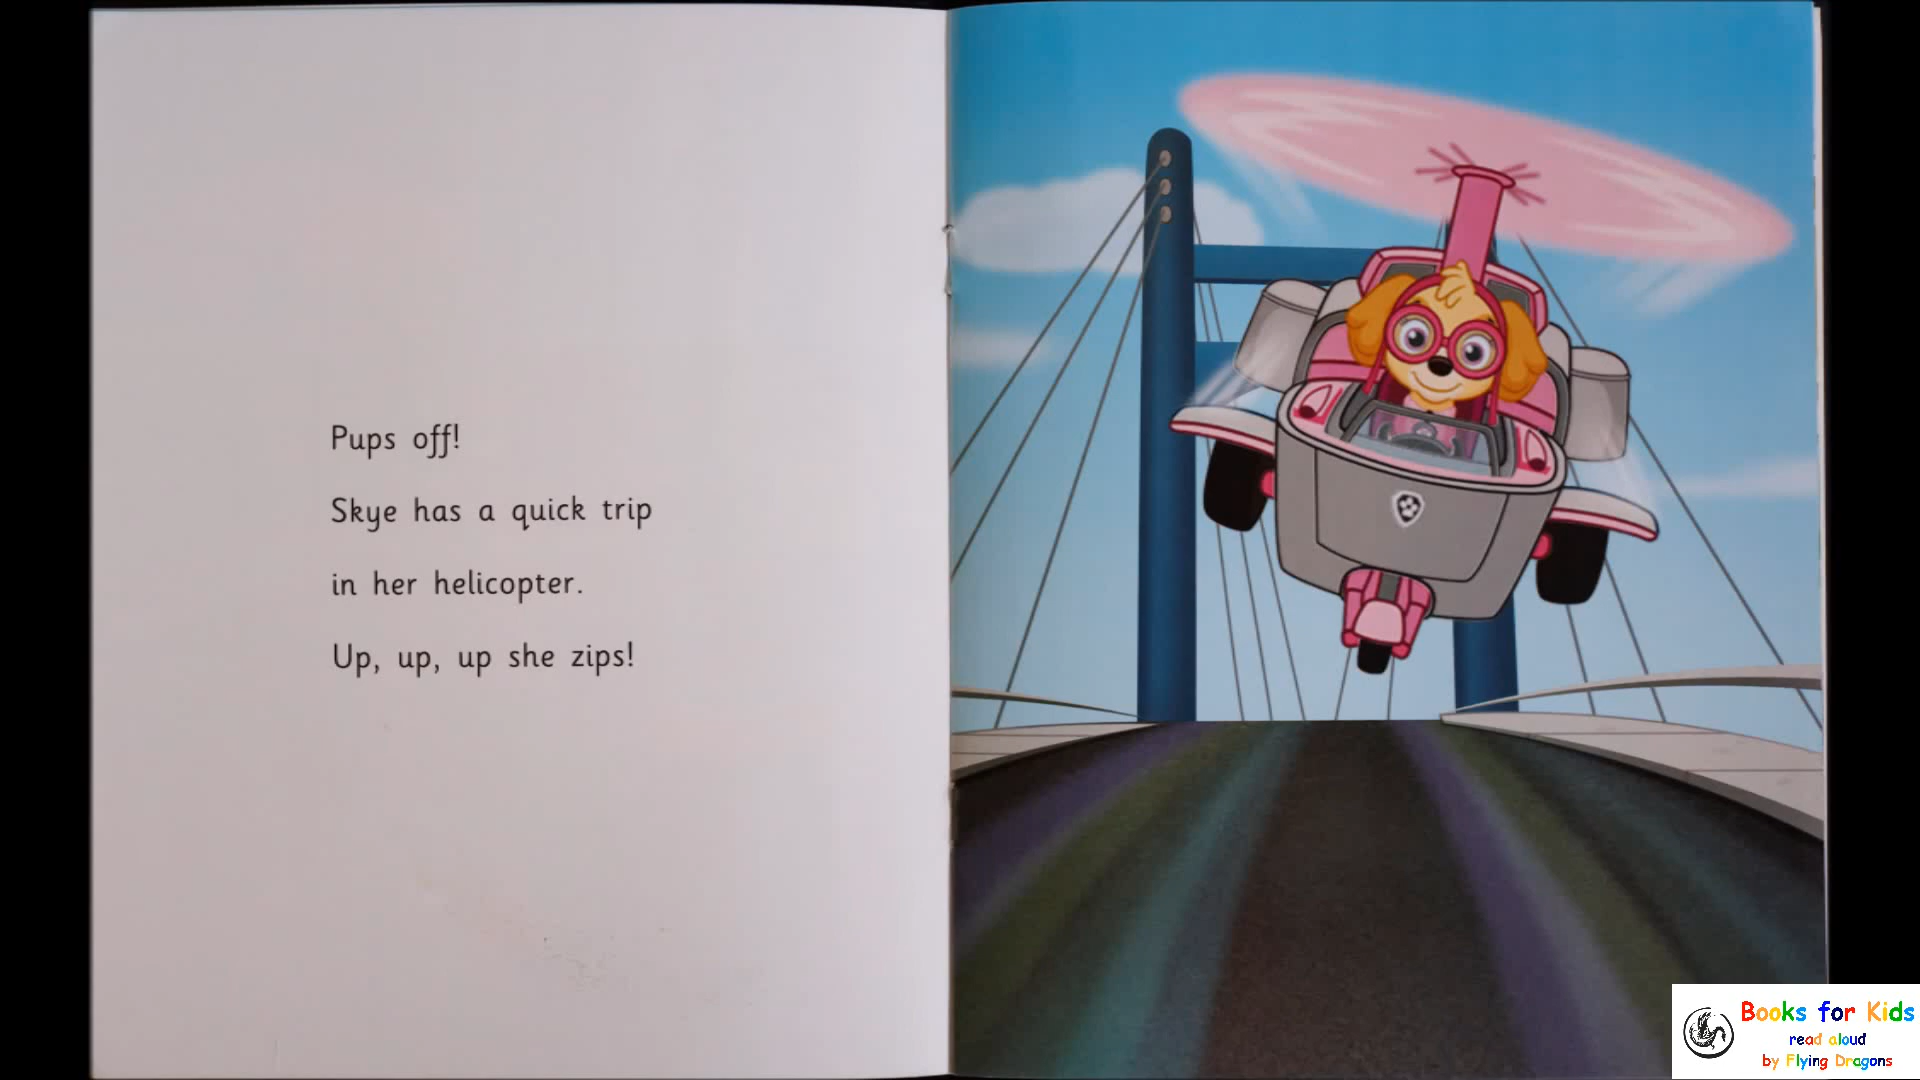 Pups off!
Skye has a quick trip
in her helicopter.
Up, up, up she zips!
Books for Kids
read aloud
by Flying Dragons